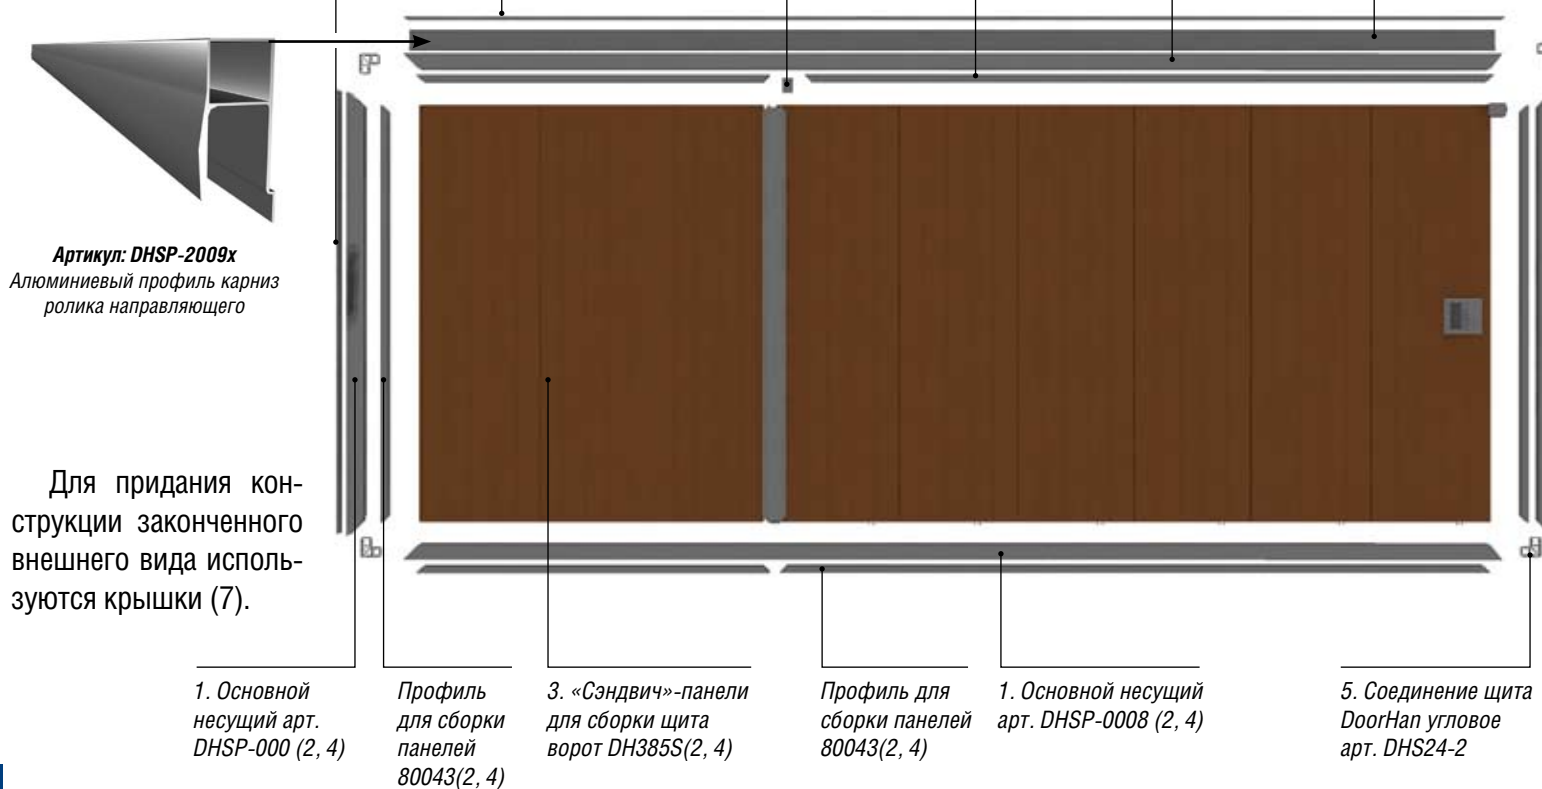 Артикул: DHSP-2009x
Алюминиевый профиль карниз
ролика направляющего
Для придания кон-
струкции законченного
внешнего вида исполь-
зуются крышки (7).
1. Основной
несущий арт.
DHSP-000 (2, 4)
Профиль
для сборки
панелей
80043(2, 4)
3. «Сэндвич»-панели
для сборки щита
ворот DH385S(2, 4)
Профиль для
сборки панелей
80043(2, 4)
1. Основной несущий
арт. DHSP-0008 (2, 4)
5. Соединение щита
DoorHan угловое
арт. DHS24-2